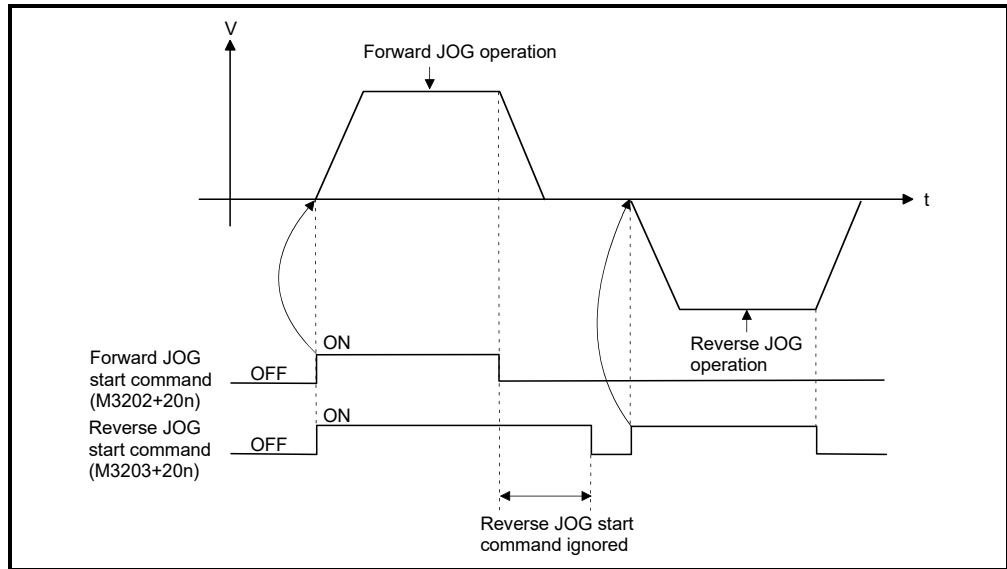 V
Forward JOG operation
t
Reverse JOG
operation
ON
Forward JOG
start command
(M3202+20n)
OFF
ON
Reverse JOG
start command
(M3203+20n)
OFF
Reverse JOG start
command ignored